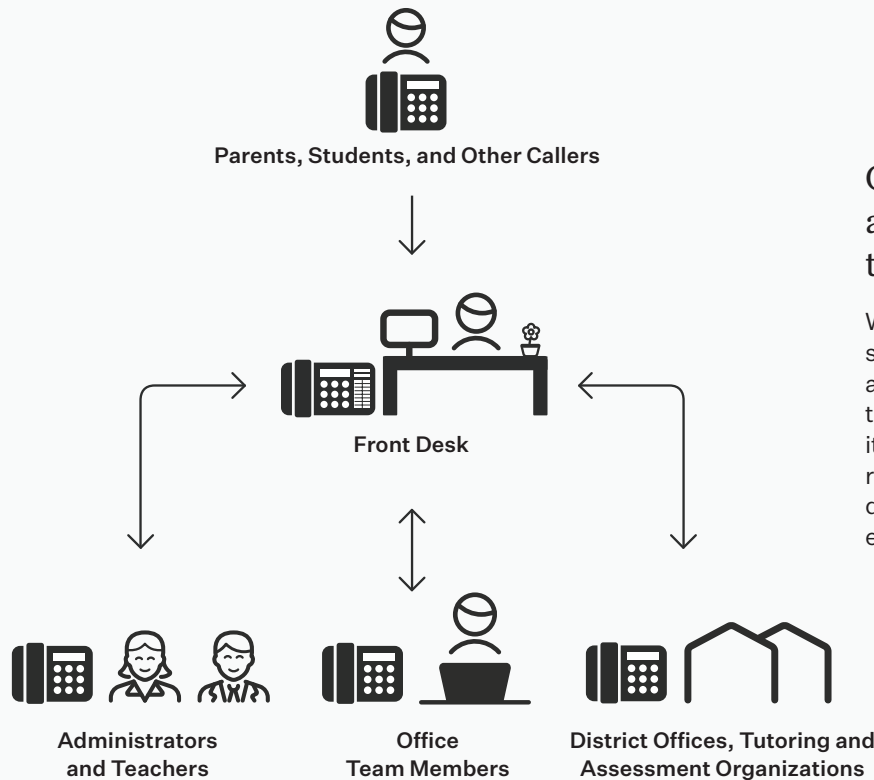 Parents, Students, and Other Callers
Front Desk
Administrators
and Teachers
Office
Team Members
District Offices, Tutoring and
Assessment Organizations